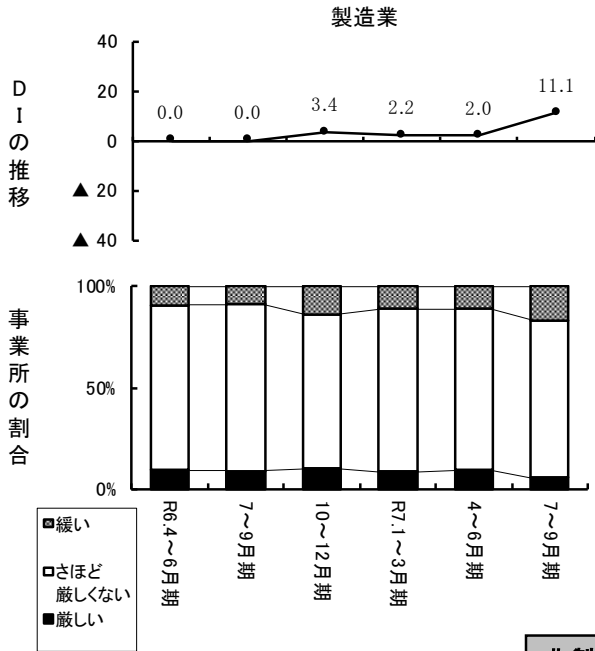 製造業
DIの推移
40
20
0
▲ 20
▲ 40
0.0
0.0
3.4
2.2
2.0
11.1
事業所の割合
100%
50%
0%
R6.4～6月期
7～9月期
10～12月期
R7.1～3月期
4～6月期
7～9月期
緩い
さほど
厳しくない
厳しい